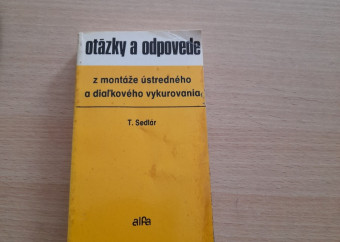 otázky a odpovede
z montáže ústredného
a diaľkového vykurovania
T. Sedlár
alfa